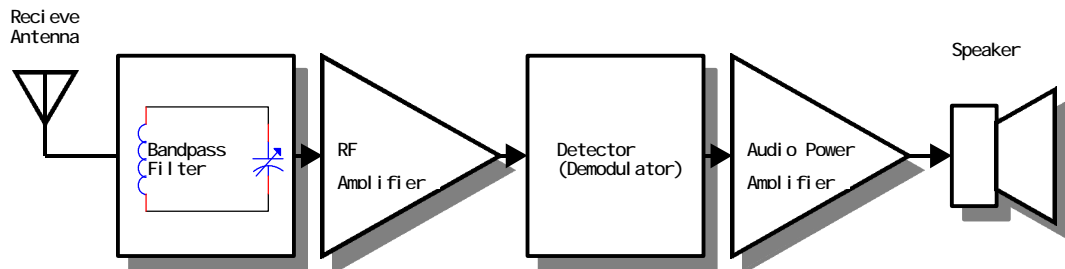 Recieve
Antenna
Bandpass
Filter
RF
Amplifier
Detector
(Demodulator)
Audio Power
Amplifier
Speaker